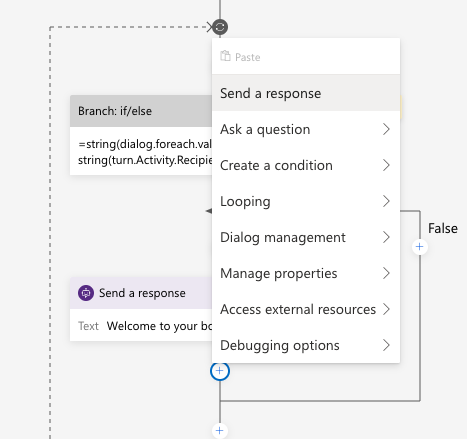 Paste
Send a response
Branch: if/else
Ask a question
=string(dialog.foreach.val
string(turn.Activity.Recipie
Create a condition
Looping
False
Dialog management
Manage properties
Send a response
Access external resources
Text Welcome to your bo
Debugging options